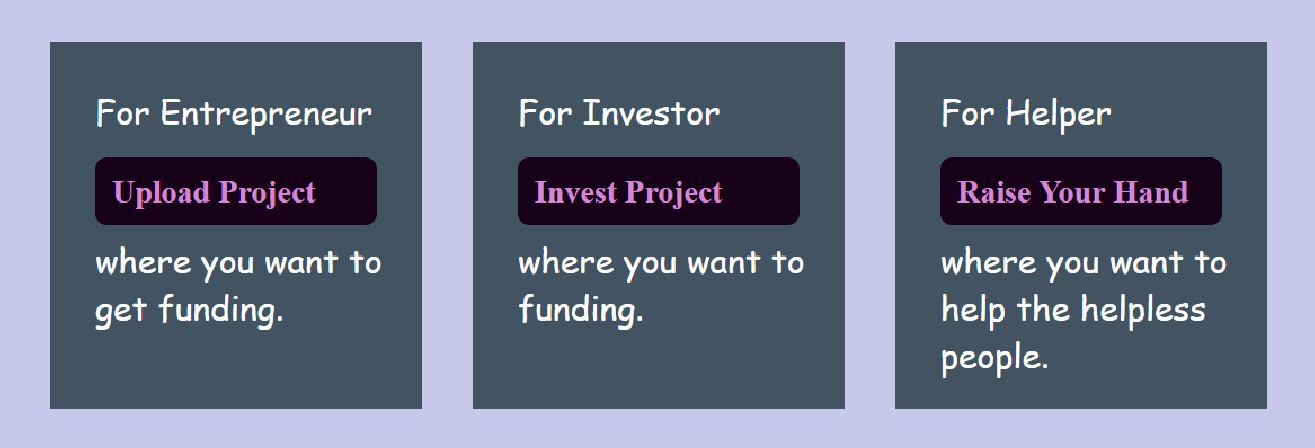 For Entrepreneur
Upload Project
where you want to
get funding.
For Investor
Invest Project
where you want to
funding.
For Helper
Raise Your Hand
where you want to
help the helpless
people.